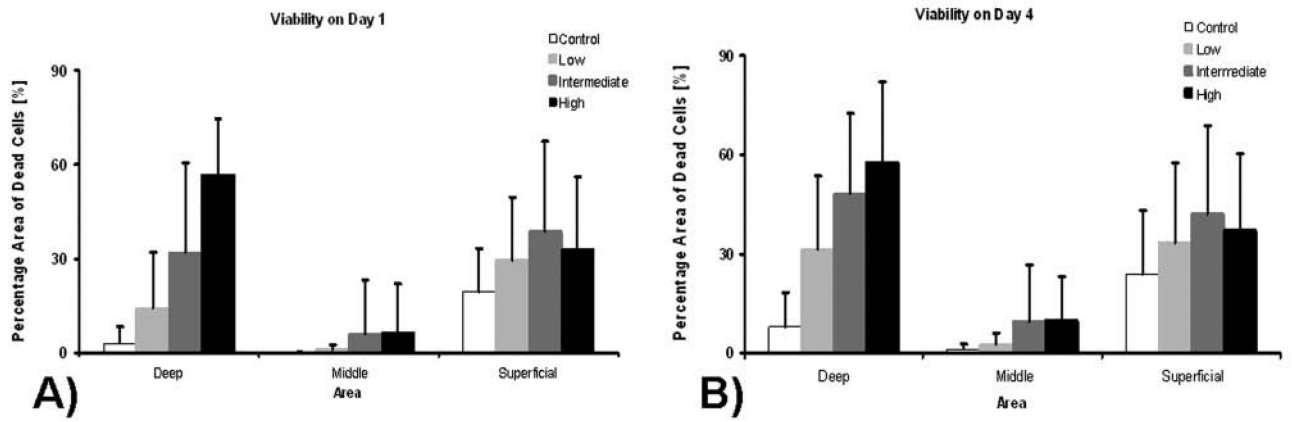 Viability on Day 1
Control
Low
Intermediate
High
Percentage Area of Dead Cells [%]
90
60
30
0
Deep
Middle
Superficial
Area
A)
Viability on Day 4
Control
Low
Intermediate
High
Percentage Area of Dead Cells [%]
90
60
30
0
Deep
Middle
Superficial
Area
B)